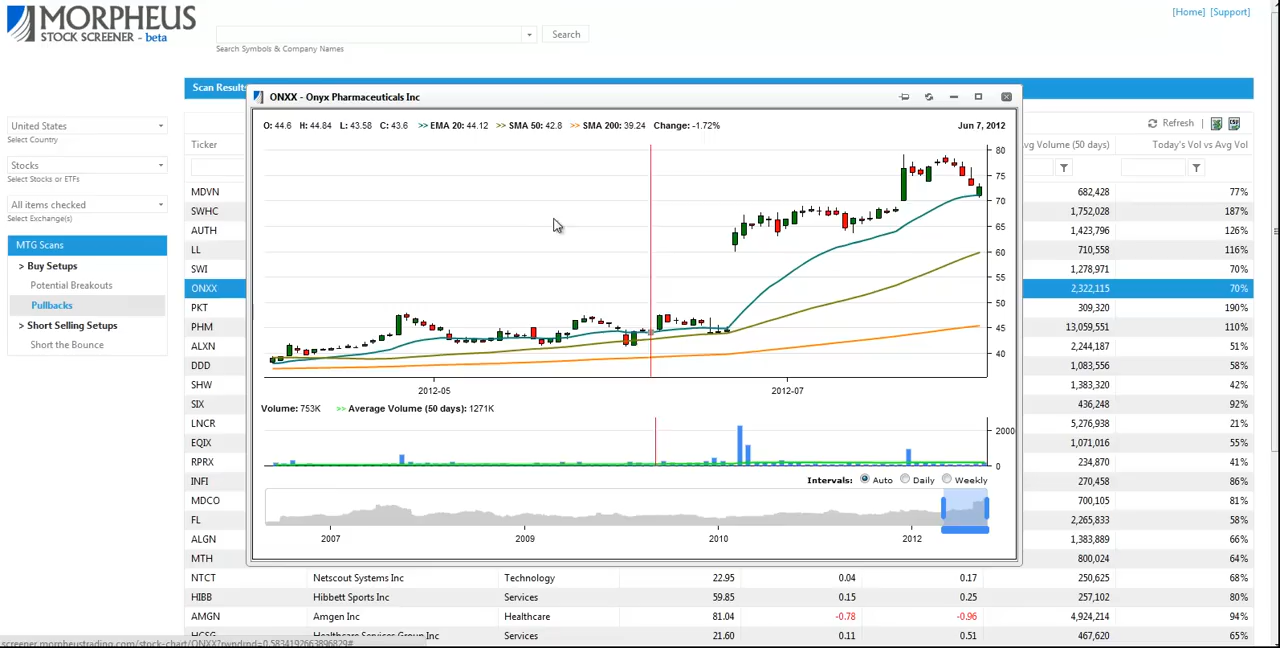 MORPHEUS
STOCK SCREENER - beta
[Home] [Support]
Search
Search Symbols & Company Names
Scan Results
ONXX - Onyx Pharmaceuticals Inc
O: 44.6 H: 44.84 L: 43.58 C: 43.6 >> EMA 20: 44.12 >> SMA 50: 42.8 >> SMA 200: 39.24 Change: -1.72% Jun 7, 2012
United States
Select Country
Stocks
Select Stocks or ETFs
All items checked
Select Exchange(s)
MTG Scans
> Buy Setups
Potential Breakouts
Pullbacks
> Short Selling Setups
Short the Bounce
Refresh |
Ticker vg Volume (50 days) Today's Vol vs Avg Vol
MDVN 682,428 77%
SWHC 1,752,028 187%
AUTH 1,423,796 126%
LL 710,558 116%
SWI 1,278,971 70%
ONXX 2,322,115 70%
PKT 309,320 190%
PHM 13,059,551 110%
ALXN 2,244,187 51%
DDD 1,083,556 58%
SHW 1,383,320 42%
SIX 436,248 92%
LNCR 5,276,938 21%
EQIX 1,071,016 55%
RPRX 234,870 41%
INFI 270,458 86%
MDCO 700,105 81%
FL 2,265,833 58%
ALGN 1,383,889 66%
MTH 800,024 64%
80
75
70
65
60
55
50
45
40
2012-05 2012-07
Volume: 753K >> Average Volume (50 days): 1271K
2000
0
Intervals: Auto Daily Weekly
2007 2009 2010 2012
NTCT Netscout Systems Inc Technology 22.95 0.04 0.17 250,625 68%
HIBB Hibbett Sports Inc Services 59.85 0.15 0.25 257,102 80%
AMGN Amgen Inc Healthcare 81.04 -0.78 -0.96 4,924,214 94%
HCSG Healthcare Services Group Inc Services 21.60 0.11 0.51 467,620 65%